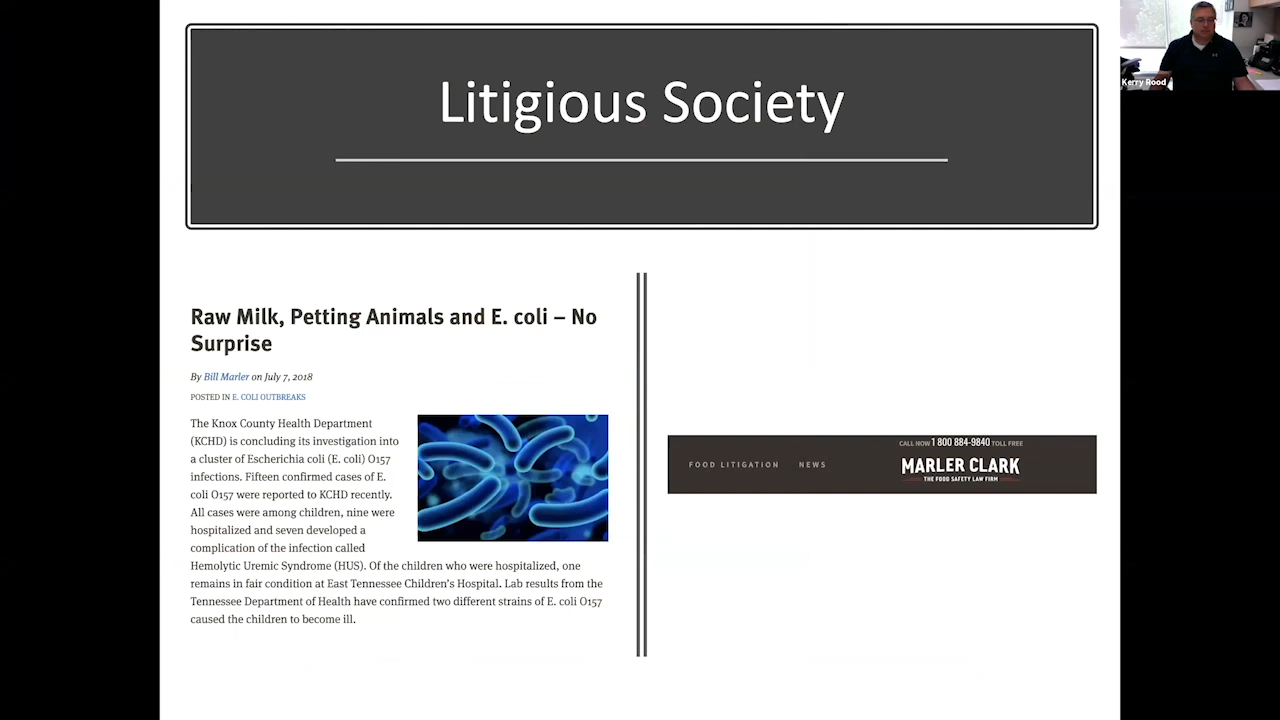 Litigious Society
Kerry Rood
Raw Milk, Petting Animals and E. coli – No
Surprise
By Bill Marler on July 7, 2018
POSTED IN E. COLI OUTBREAKS
The Knox County Health Department
(KCHD) is concluding its investigation into
a cluster of Escherichia coli (E. coli) O157
infections. Fifteen confirmed cases of E.
coli O157 were reported to KCHD recently.
All cases were among children, nine were
hospitalized and seven developed a
complication of the infection called
Hemolytic Uremic Syndrome (HUS). Of the children who were hospitalized, one
remains in fair condition at East Tennessee Children's Hospital. Lab results from the
Tennessee Department of Health have confirmed two different strains of E. coli O157
caused the children to become ill.
CALL NOW 1 800 884-9840 TOLL FREE
FOOD LITIGATION NEWS
MARLER CLARK
THE FOOD SAFETY LAW FIRM